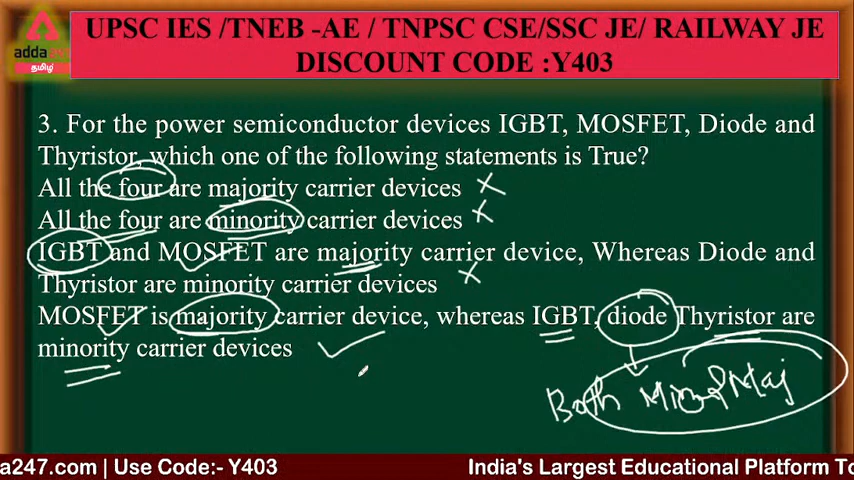 UPSC IES /TNEB -AE / TNPSC CSE/SSC JE/ RAILWAY JE
DISCOUNT CODE :Y403
adda247
தமிழ்
3. For the power semiconductor devices IGBT, MOSFET, Diode and
Thyristor, which one of the following statements is True?
All the four are majority carrier devices
All the four are minority carrier devices
IGBT and MOSFET are majority carrier device, Whereas Diode and
Thyristor are minority carrier devices
MOSFET is majority carrier device, whereas IGBT, diode Thyristor are
minority carrier devices
Both Min & Maj
a247.com | Use Code:- Y403
India's Largest Educational Platform To